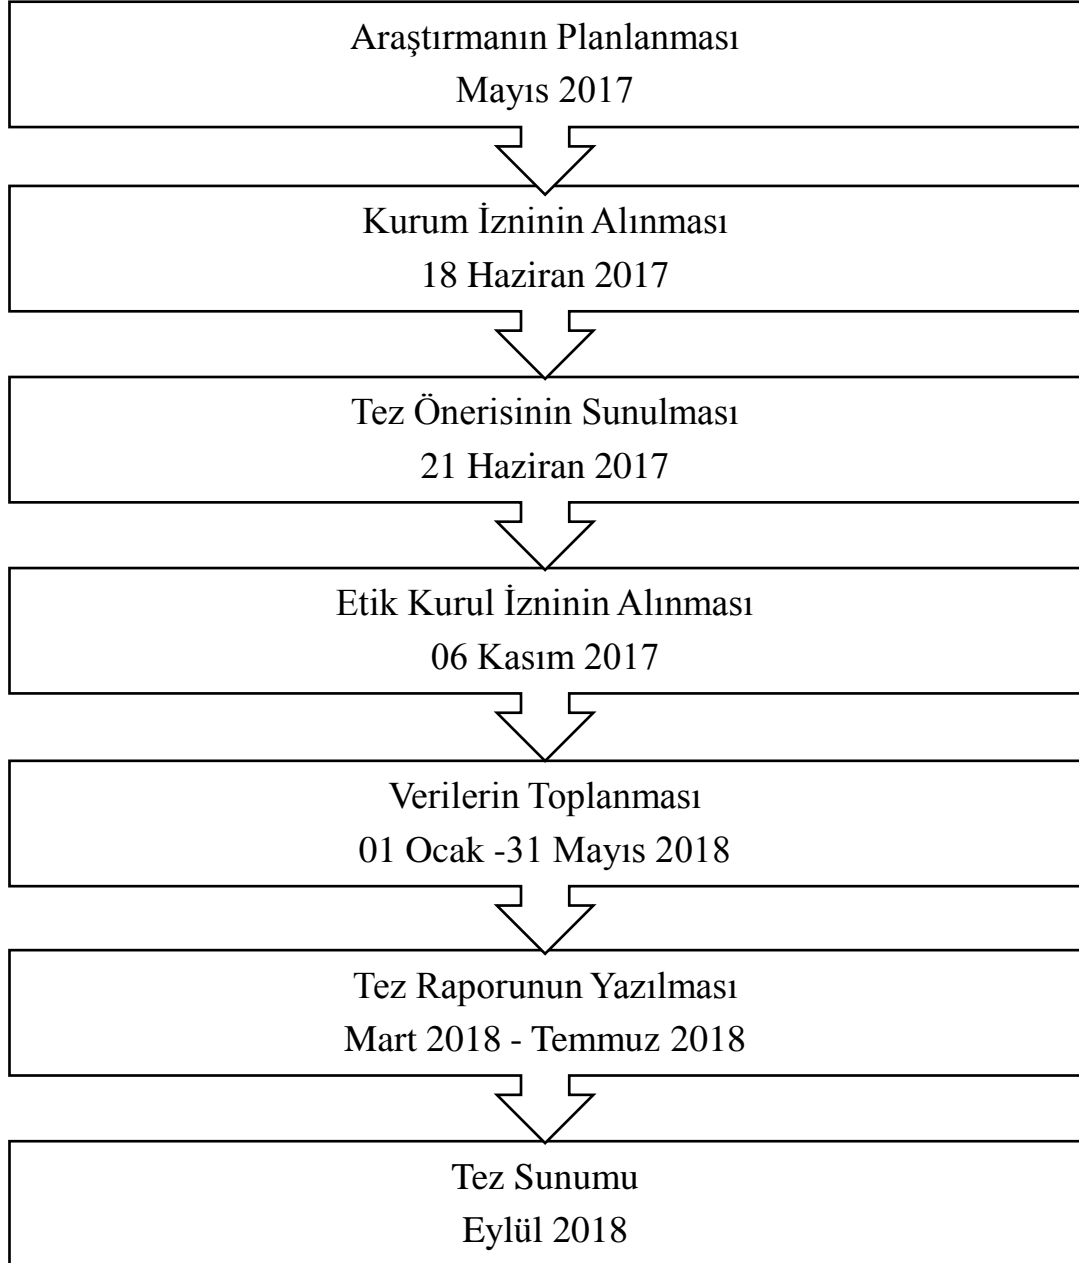 Araştırmanın Planlanması
Mayıs 2017
Kurum İzninin Alınması
18 Haziran 2017
Tez Önerisinin Sunulması
21 Haziran 2017
Etik Kurul İzninin Alınması
06 Kasım 2017
Verilerin Toplanması
01 Ocak -31 Mayıs 2018
Tez Raporunun Yazılması
Mart 2018 - Temmuz 2018
Tez Sunumu
Eylül 2018